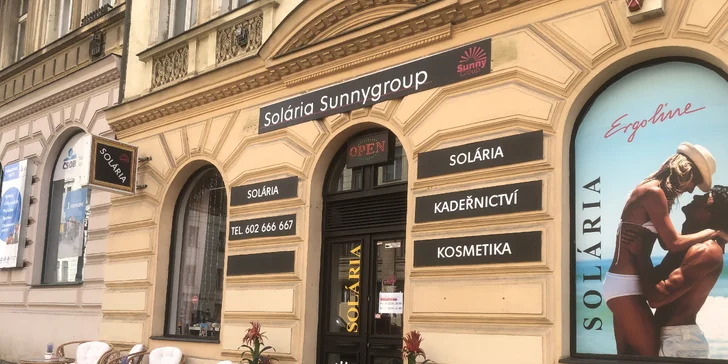 Solária Sunnygroup
Sunny
OPEN
SOLÁRIA
SOLÁRIA
TEL. 602 666 667
SOLÁRIA
SOLÁRIA
KADEŘNICTVÍ
KOSMETIKA
Ergoline
SOLÁRIA